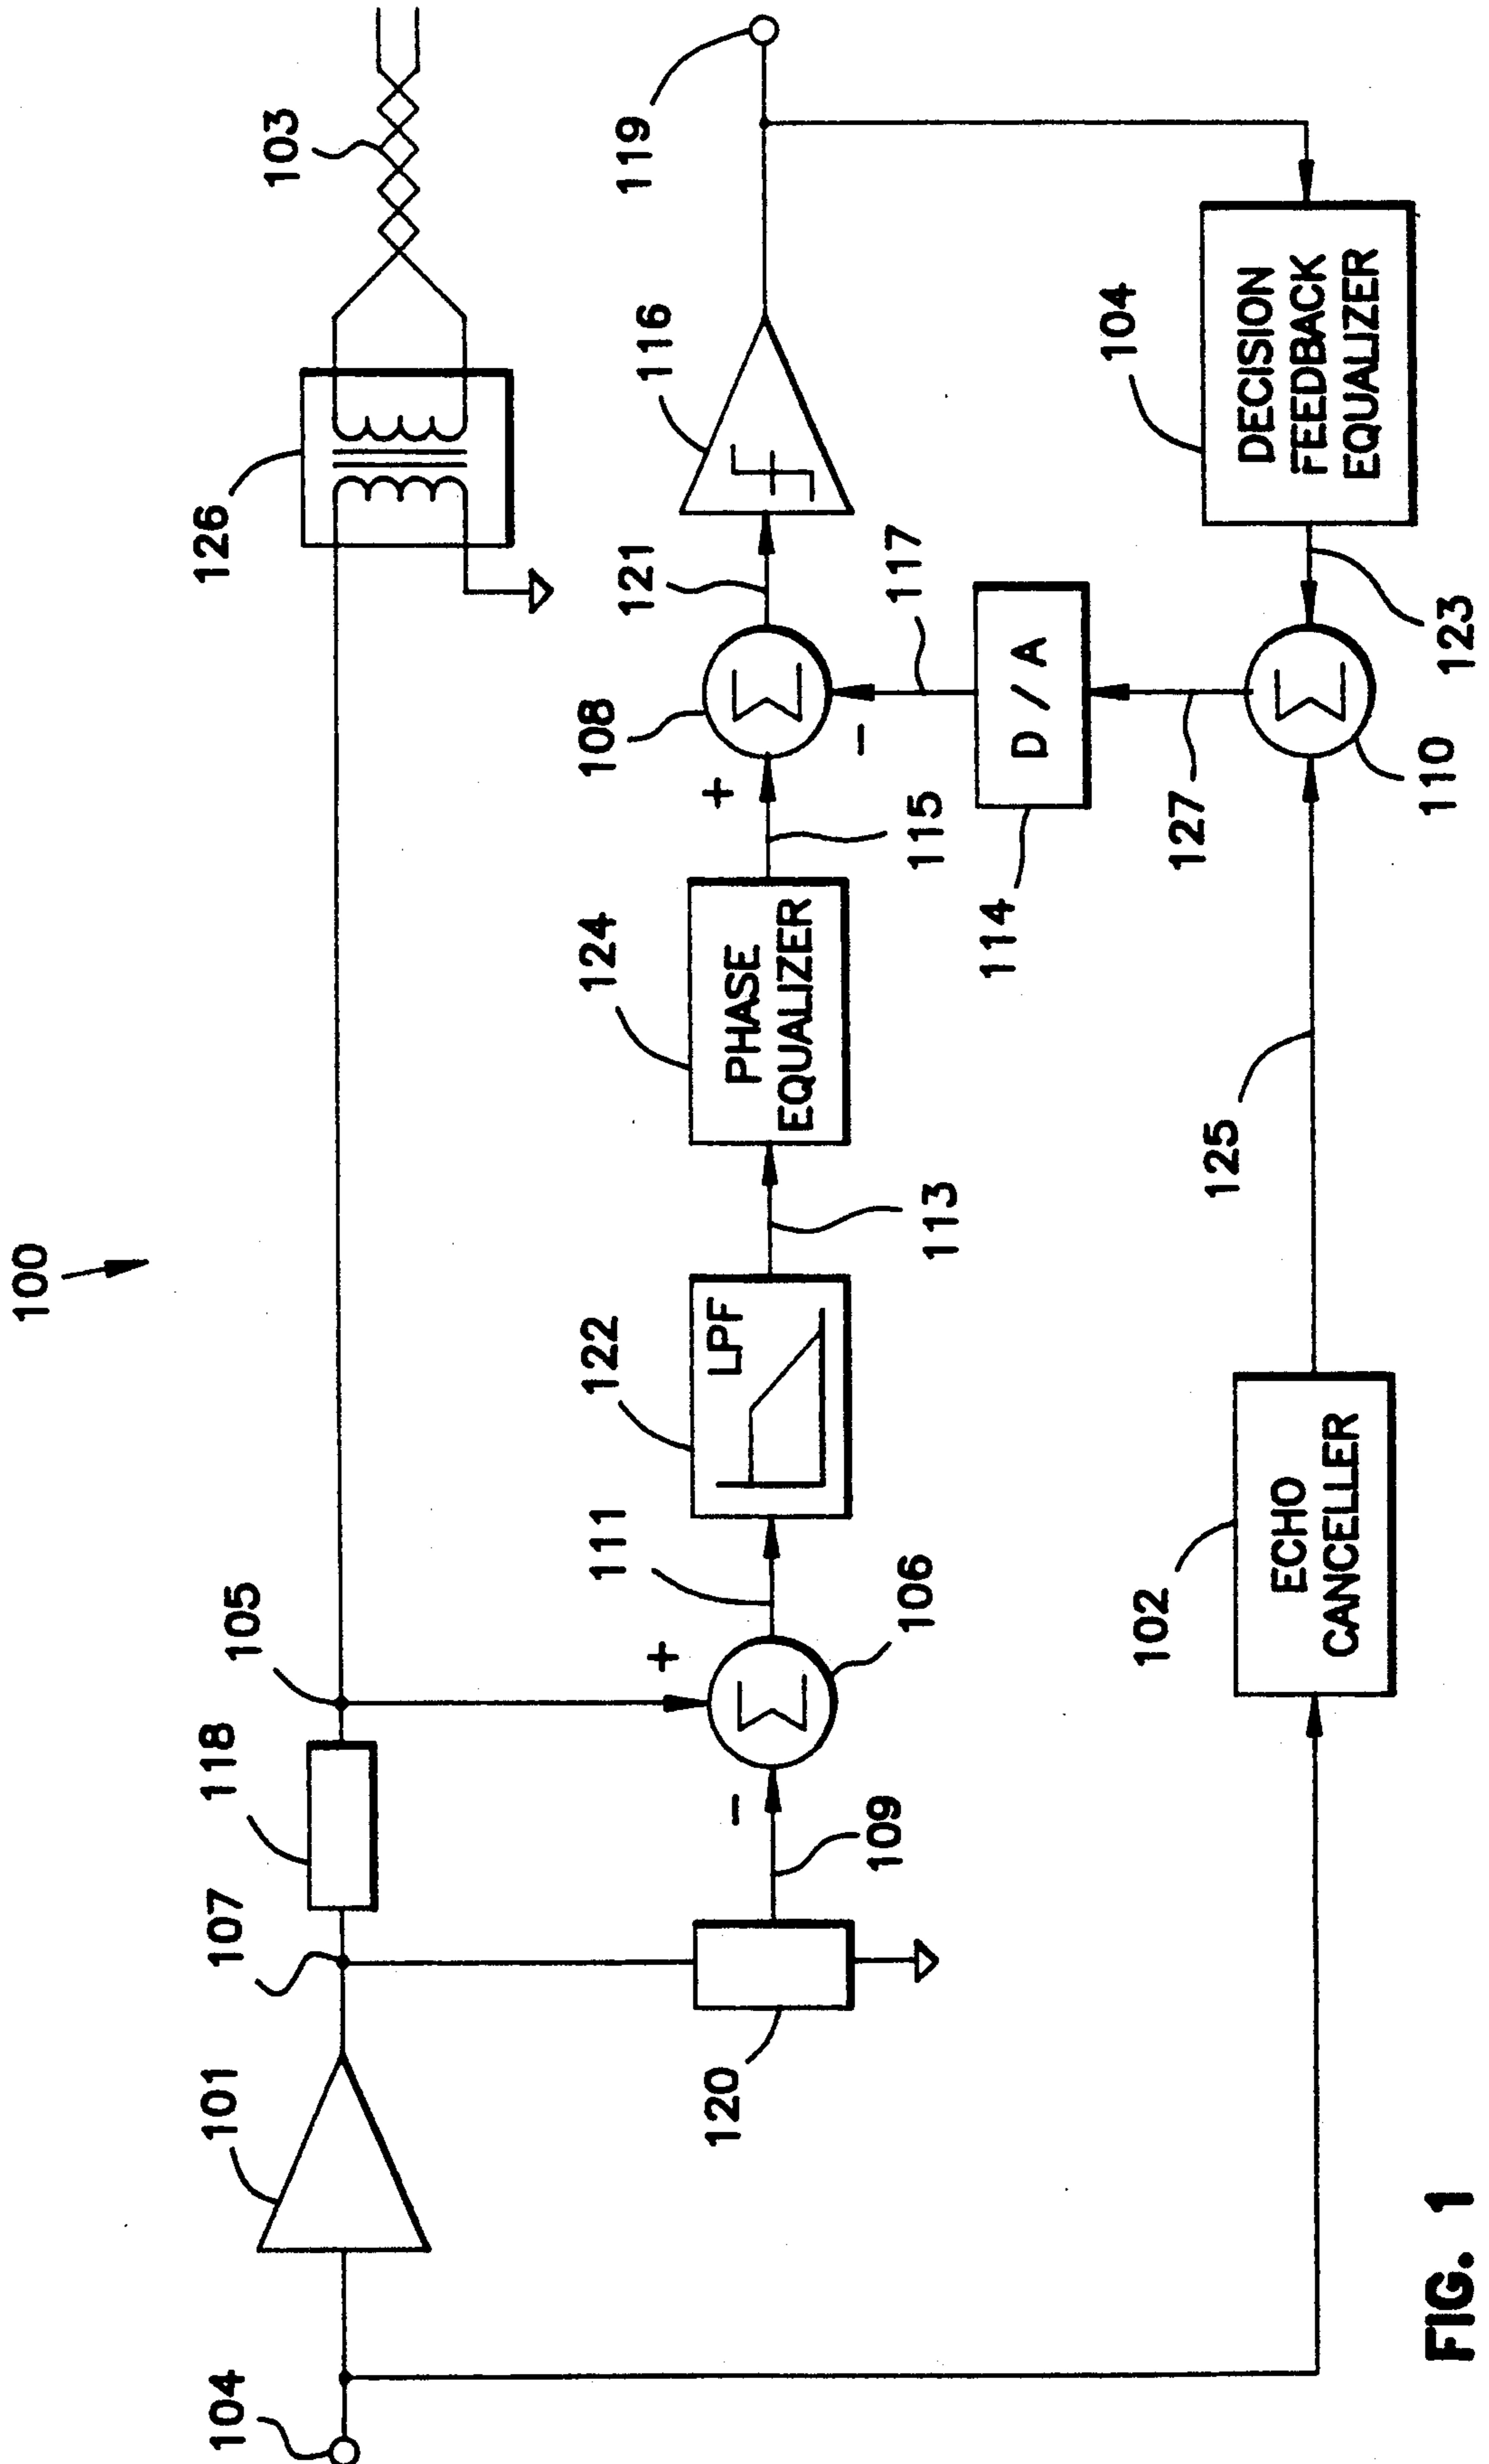 100
103
126
105
118
107
101
104
119
116
121
108
+
−
117
115
124
PHASE
EQUALIZER
113
122
LPF
111
+
106
−
109
120
104
DECISION
FEEDBACK
EQUALIZER
123
110
127
D / A
114
125
102
ECHO
CANCELLER
Σ
Σ
Σ
FIG. 1